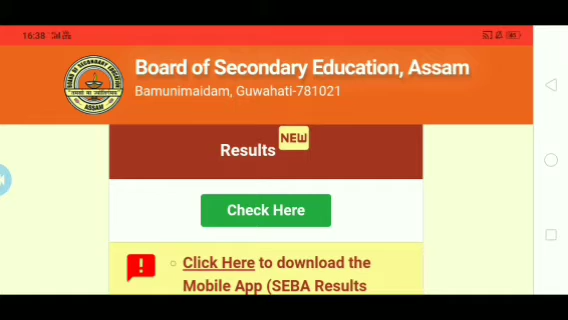 16:38
Board of Secondary Education, Assam
Bamunimaidam, Guwahati-781021
Results NEW
Check Here
Click Here to download the
Mobile App (SEBA Results
ASSAM